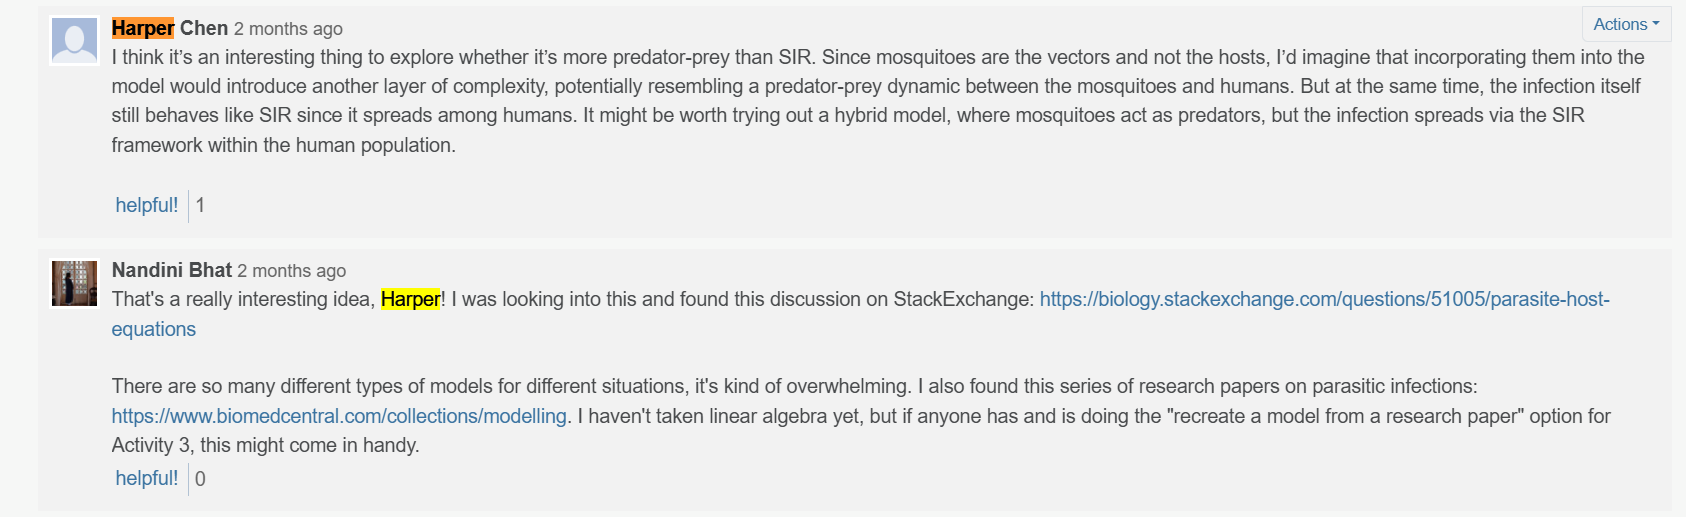 Harper Chen 2 months ago
Actions
I think it’s an interesting thing to explore whether it’s more predator-prey than SIR. Since mosquitoes are the vectors and not the hosts, I’d imagine that incorporating them into the
model would introduce another layer of complexity, potentially resembling a predator-prey dynamic between the mosquitoes and humans. But at the same time, the infection itself
still behaves like SIR since it spreads among humans. It might be worth trying out a hybrid model, where mosquitoes act as predators, but the infection spreads via the SIR
framework within the human population.
helpful! 1
Nandini Bhat 2 months ago
That's a really interesting idea, Harper! I was looking into this and found this discussion on StackExchange: https://biology.stackexchange.com/questions/51005/parasite-host-
equations
There are so many different types of models for different situations, it's kind of overwhelming. I also found this series of research papers on parasitic infections:
https://www.biomedcentral.com/collections/modelling. I haven't taken linear algebra yet, but if anyone has and is doing the "recreate a model from a research paper" option for
Activity 3, this might come in handy.
helpful! 0